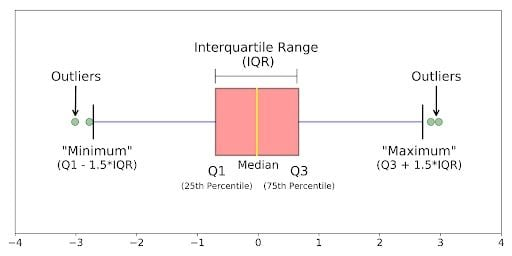 Interquartile Range
(IQR)
Outliers
Outliers
"Minimum"
(Q1 - 1.5*IQR)
"Maximum"
(Q3 + 1.5*IQR)
Q1
Median
Q3
(25th Percentile)
(75th Percentile)
−4
−3
−2
−1
0
1
2
3
4